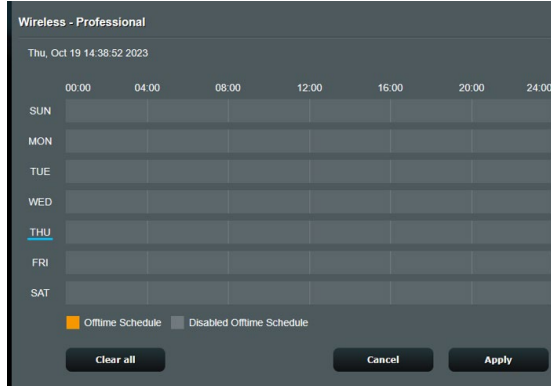 Wireless - Professional
Thu, Oct 19 14:38:52 2023
00:00 04:00 08:00 12:00 16:00 20:00 24:00
SUN
MON
TUE
WED
THU
FRI
SAT
Offtime Schedule Disabled Offtime Schedule
Clear all Cancel Apply